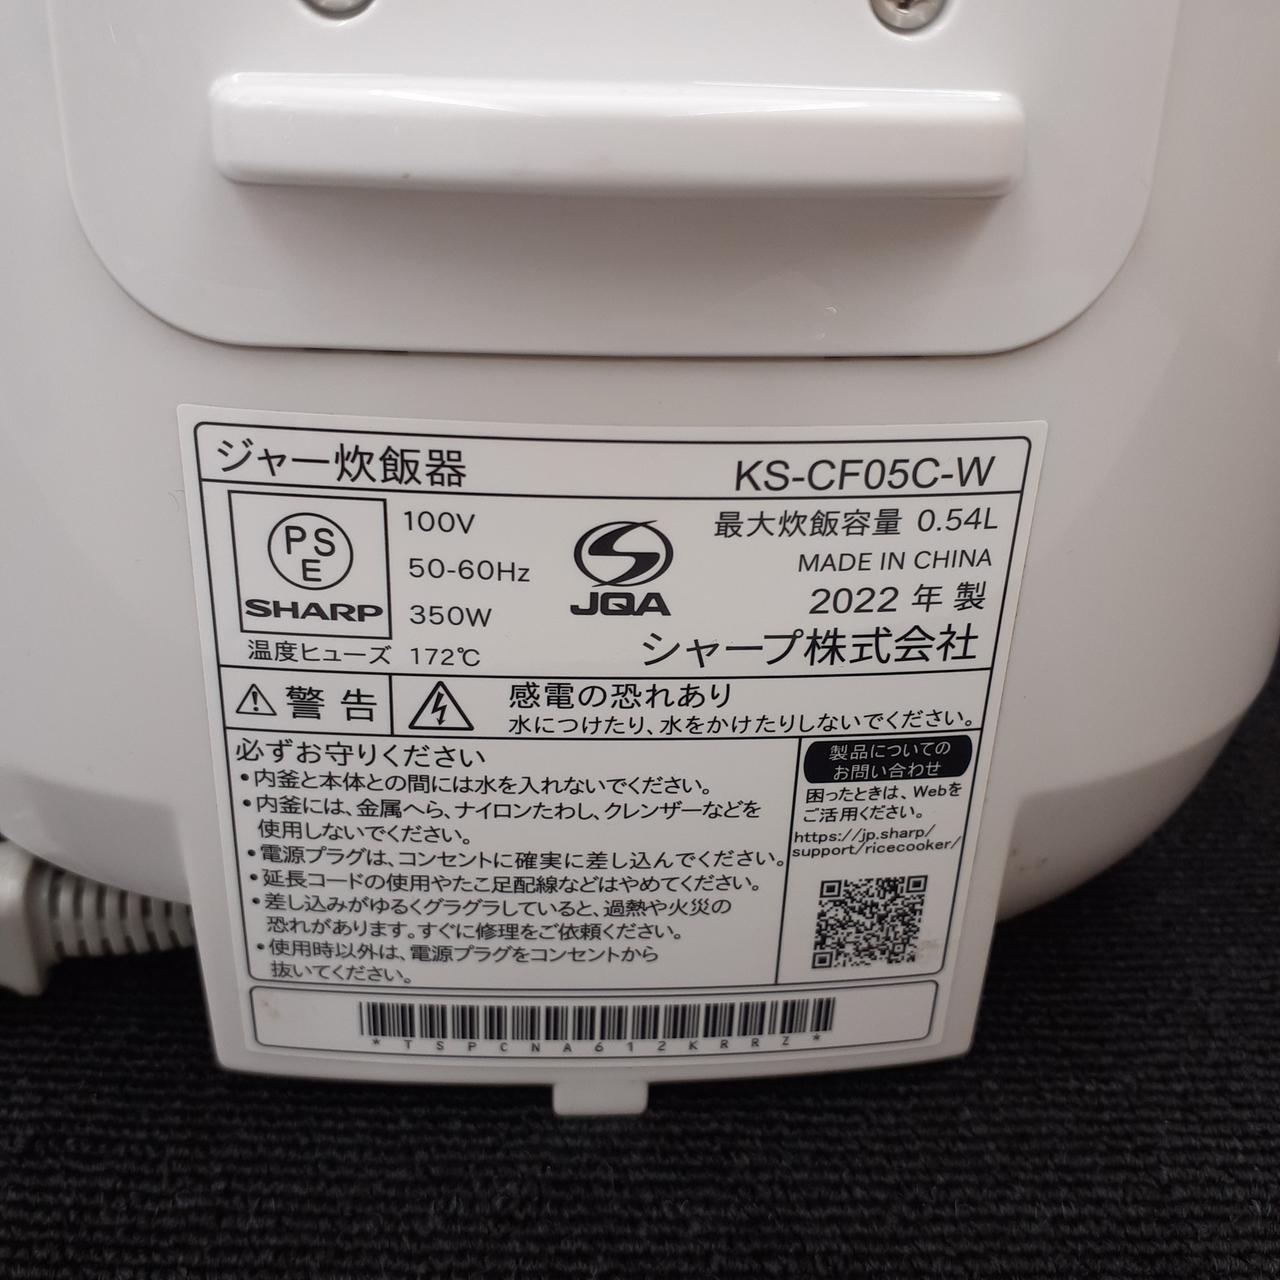 ジャー炊飯器 KS-CF05C-W
PSE
SHARP
100V
50-60Hz
350W
温度ヒューズ 172℃
JQA
最大炊飯容量 0.54L
MADE IN CHINA
2022年製
シャープ株式会社
警告
感電の恐れあり
水につけたり、水をかけたりしないでください。
必ずお守りください
•内釜と本体との間には水を入れないでください。
•内釜には、金属へら、ナイロンたわし、クレンザーなどを
使用しないでください。
•電源プラグは、コンセントに確実に差し込んでください。
•延長コードの使用やたこ足配線などはやめてください。
•差し込みがゆるくグラグラしていると、過熱や火災の
恐れがあります。すぐに修理をご依頼ください。
•使用時以外は、電源プラグをコンセントから
抜いてください。
製品についての
お問い合わせ
困ったときは、Webを
ご活用ください。
https://jp.sharp/
support/ricecooker/
*TSPCNA612KRRZ*